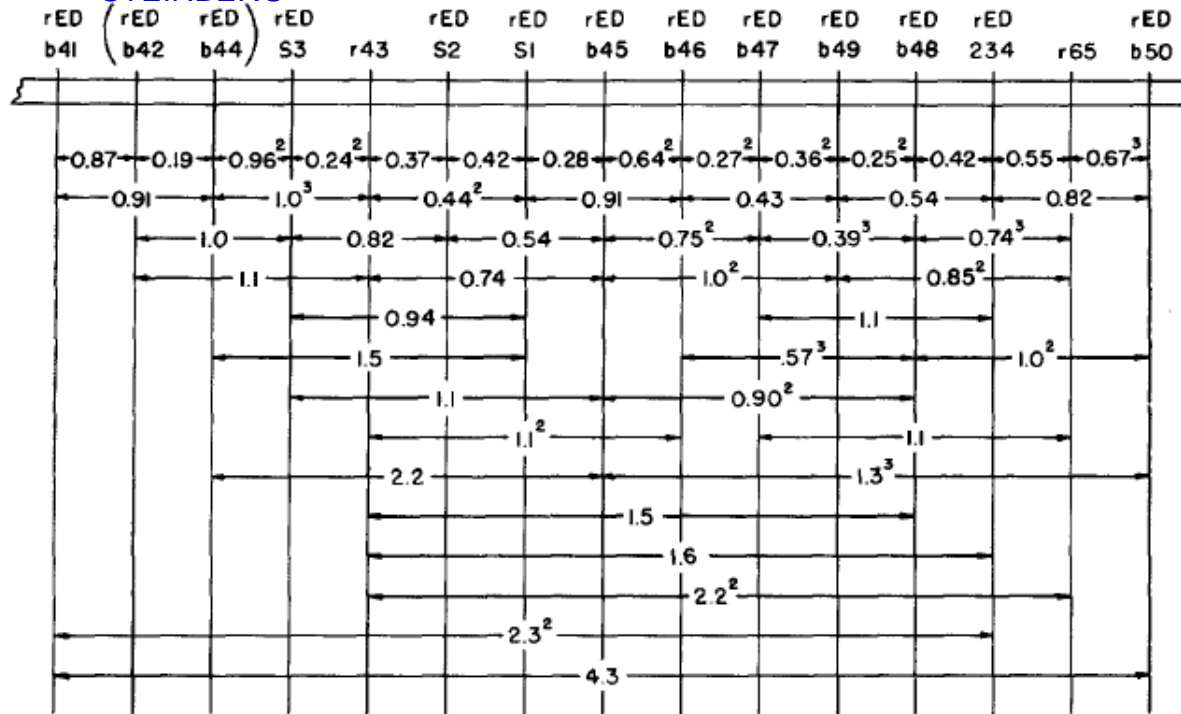 rED rED rED rED rED rED rED rED rED rED rED rED rED
b41 (b42 b44) S3 r43 S2 S1 b45 b46 b47 b49 b48 234 r65 b50
0.87 0.19 0.96² 0.24² 0.37 0.42 0.28 0.64² 0.27² 0.36² 0.25² 0.42 0.55 0.67³
0.91 1.0³ 0.44² 0.91 0.43 0.54 0.82
1.0 0.82 0.54 0.75² 0.39³ 0.74³
1.1 0.74 1.0² 0.85²
0.94 1.1
1.5 .57³ 1.0²
1.1 0.90²
1.1² 1.1
2.2 1.3³
1.5
1.6
2.2²
2.3²
4.3